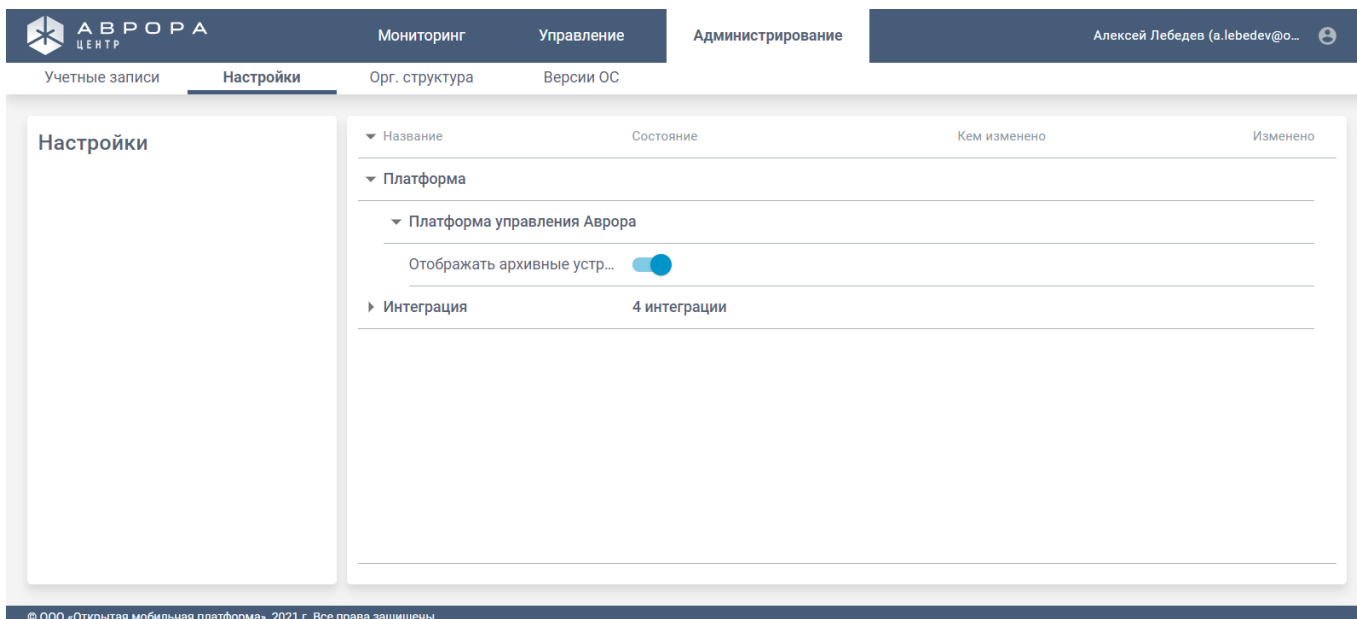 АВРОРА
ЦЕНТР
Мониторинг Управление Администрирование Алексей Лебедев (a.lebedev@o...
Учетные записи Настройки Орг. структура Версии ОС
Настройки
Название Состояние Кем изменено Изменено
Платформа
Платформа управления Аврора
Отображать архивные устр...
Интеграция 4 интеграции
© ООО «Открытая мобильная платформа», 2021 г. Все права защищены.